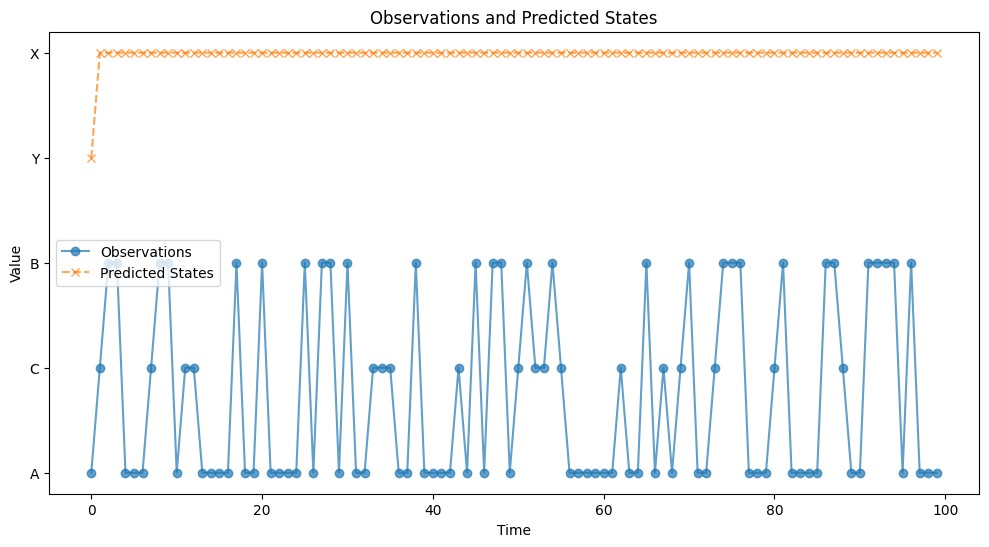 Observations and Predicted States
X
Y
B
C
A
Value
Observations
Predicted States
0
20
40
60
80
100
Time